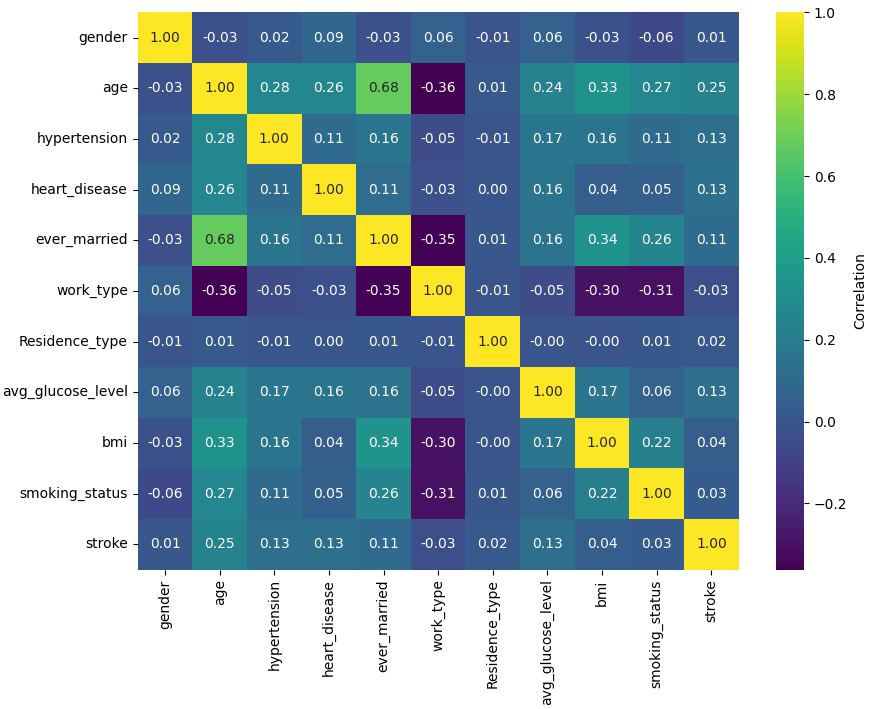 gender 1.00 -0.03 0.02 0.09 -0.03 0.06 -0.01 0.06 -0.03 -0.06 0.01
age -0.03 1.00 0.28 0.26 0.68 -0.36 0.01 0.24 0.33 0.27 0.25
hypertension 0.02 0.28 1.00 0.11 0.16 -0.05 -0.01 0.17 0.16 0.11 0.13
heart_disease 0.09 0.26 0.11 1.00 0.11 -0.03 0.00 0.16 0.04 0.05 0.13
ever_married -0.03 0.68 0.16 0.11 1.00 -0.35 0.01 0.16 0.34 0.26 0.11
work_type 0.06 -0.36 -0.05 -0.03 -0.35 1.00 -0.01 -0.05 -0.30 -0.31 -0.03
Residence_type -0.01 0.01 -0.01 0.00 0.01 -0.01 1.00 -0.00 -0.00 0.01 0.02
avg_glucose_level 0.06 0.24 0.17 0.16 0.16 -0.05 -0.00 1.00 0.17 0.06 0.13
bmi -0.03 0.33 0.16 0.04 0.34 -0.30 -0.00 0.17 1.00 0.22 0.04
smoking_status -0.06 0.27 0.11 0.05 0.26 -0.31 0.01 0.06 0.22 1.00 0.03
stroke 0.01 0.25 0.13 0.13 0.11 -0.03 0.02 0.13 0.04 0.03 1.00
gender
age
hypertension
heart_disease
ever_married
work_type
Residence_type
avg_glucose_level
bmi
smoking_status
stroke
1.0
0.8
0.6
0.4
0.2
0.0
−0.2
Correlation